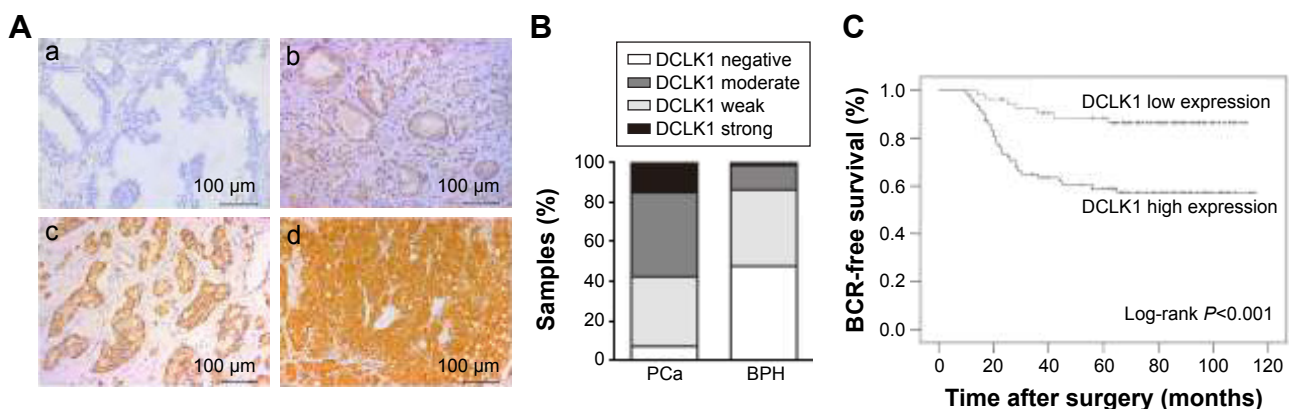 A
a
100 µm
b
100 µm
c
100 µm
d
100 µm
B
DCLK1 negative
DCLK1 moderate
DCLK1 weak
DCLK1 strong
Samples (%)
100
80
60
40
20
0
PCa
BPH
C
BCR-free survival (%)
1.0
0.8
0.6
0.4
0.2
0.0
DCLK1 low expression
DCLK1 high expression
Log-rank P<0.001
0 20 40 60 80 100 120
Time after surgery (months)